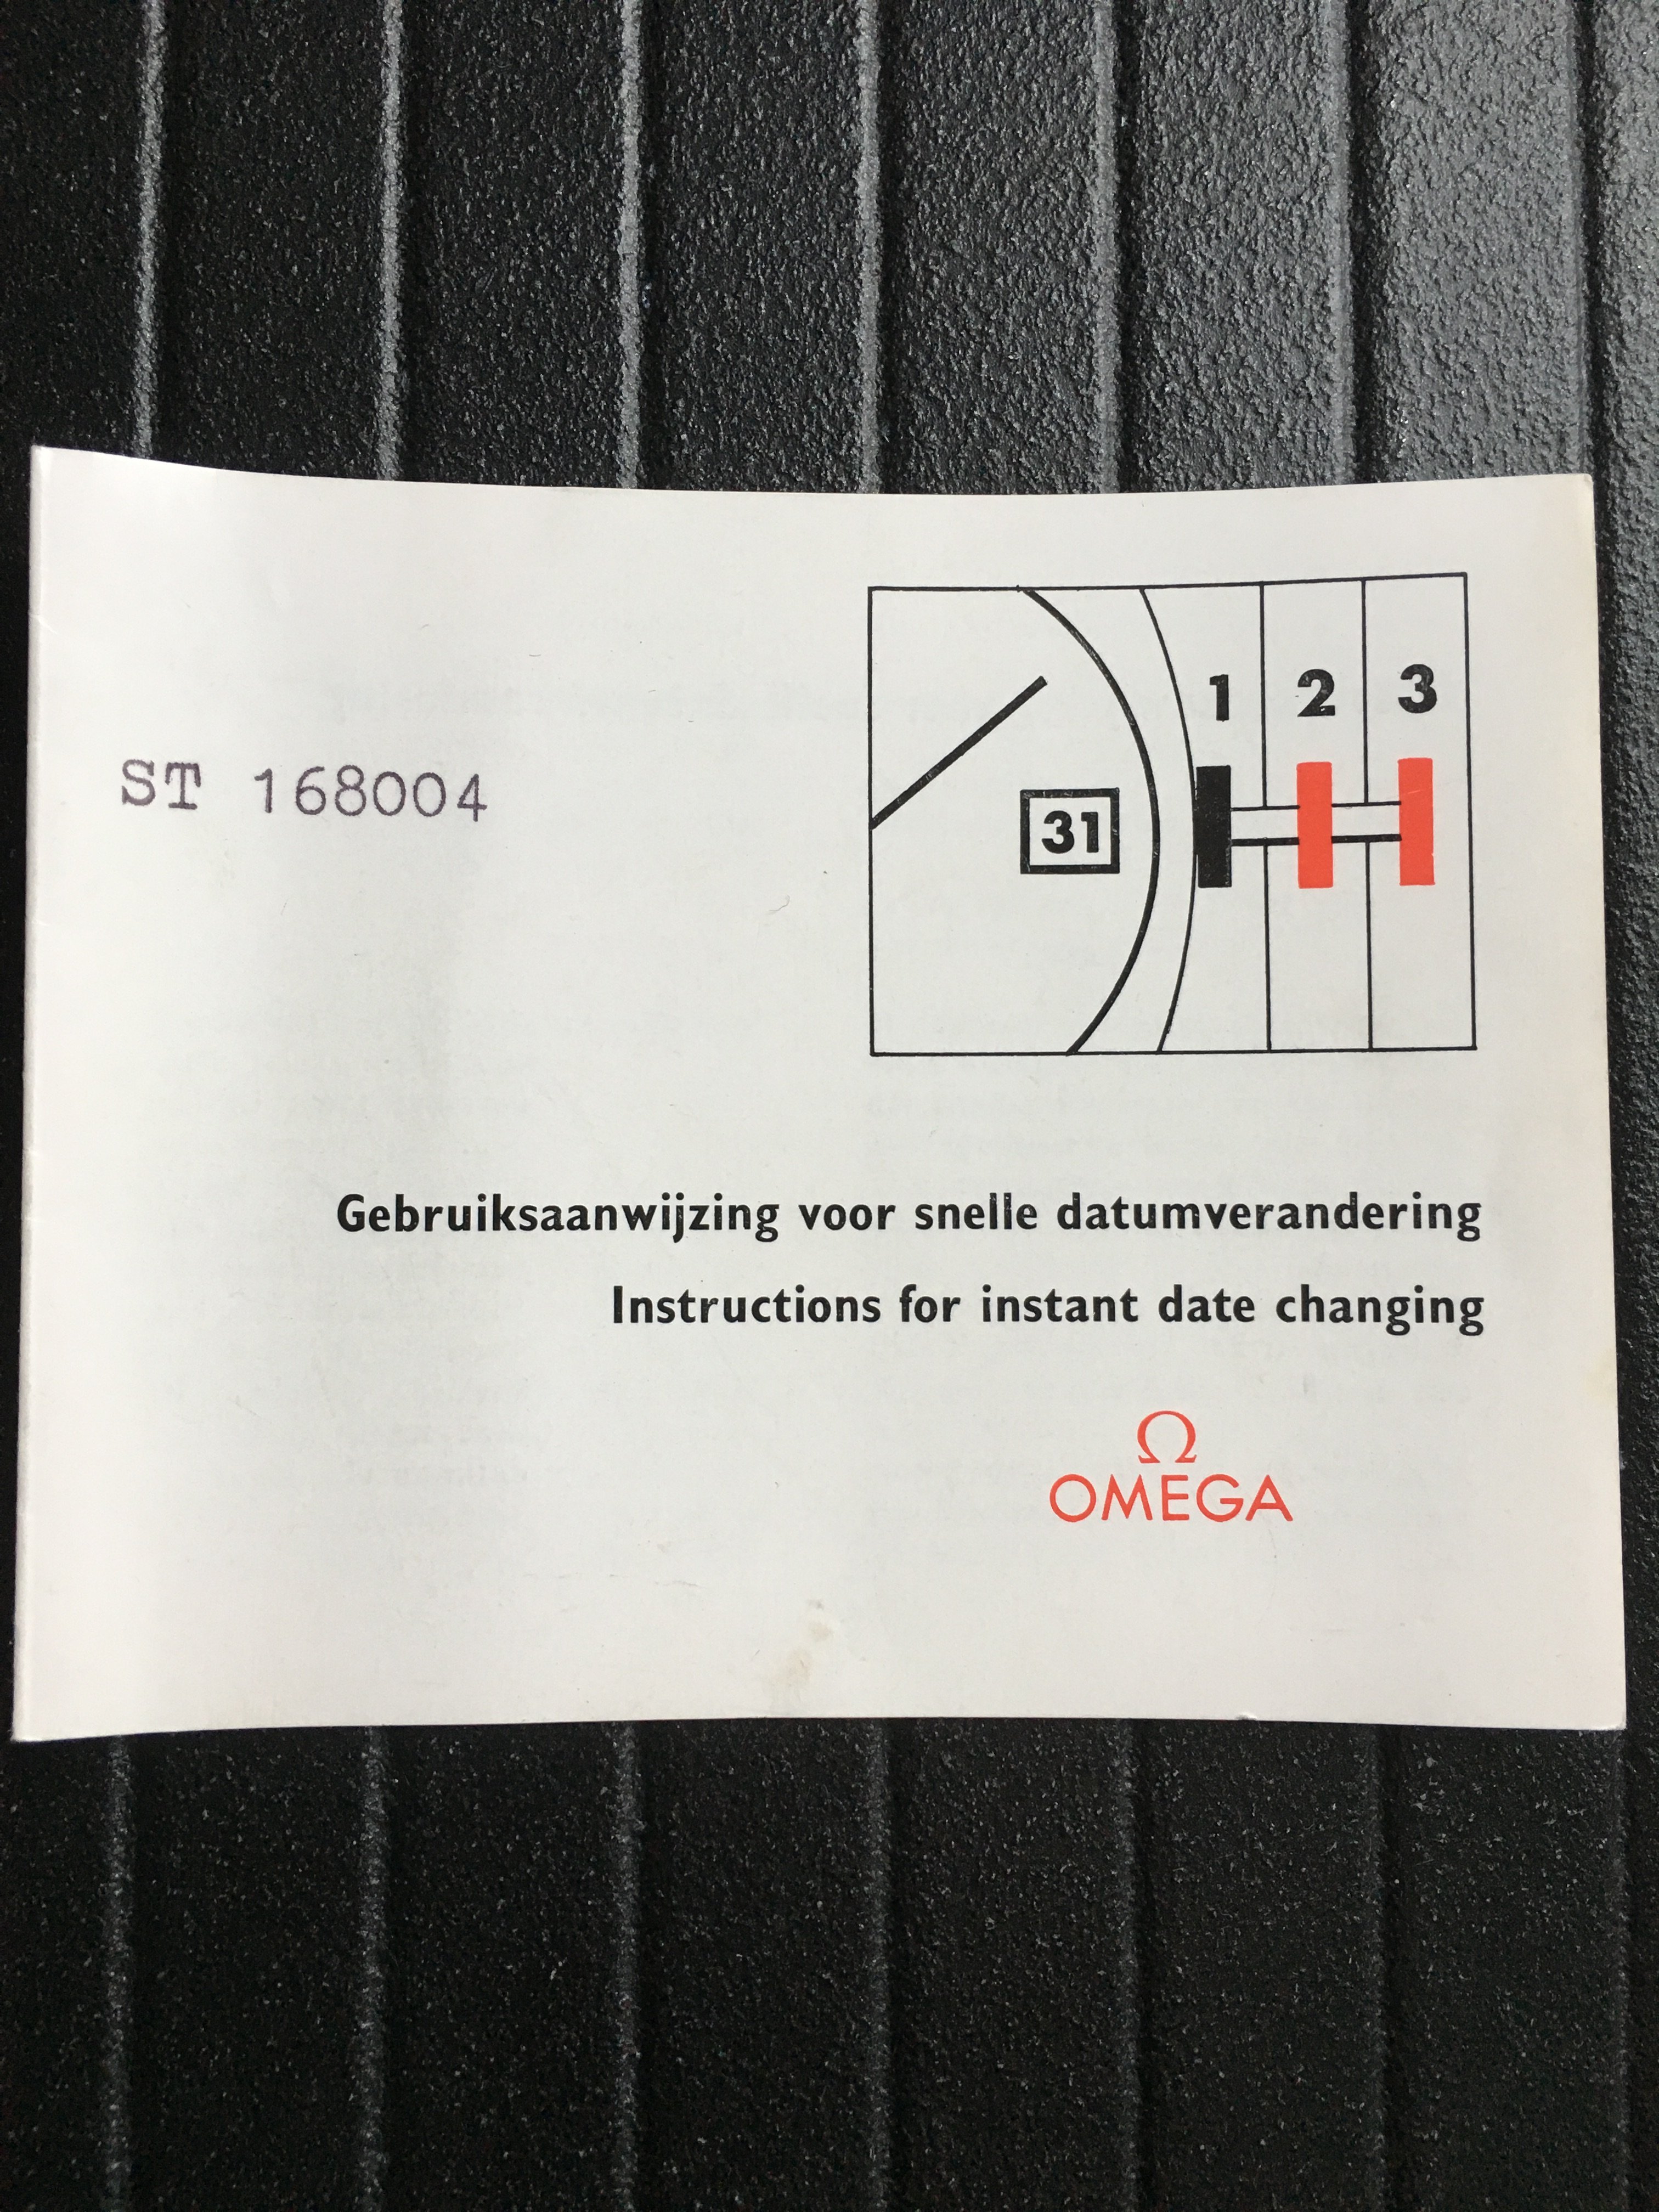 1 2 3
ST 168004
31
Gebruiksaanwijzing voor snelle datumverandering
Instructions for instant date changing
Ω
OMEGA